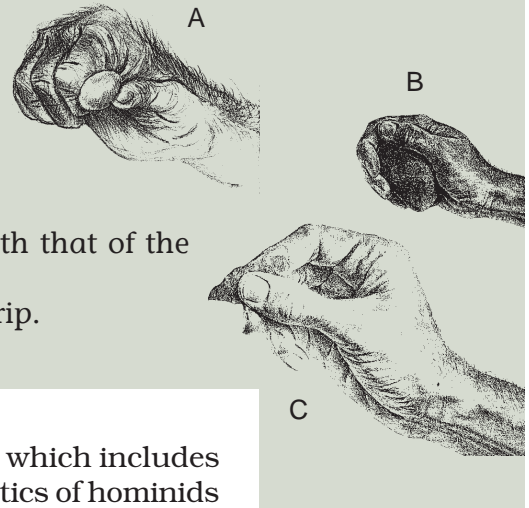 A
B
th that of the
rip.
C
which includes
tics of hominids